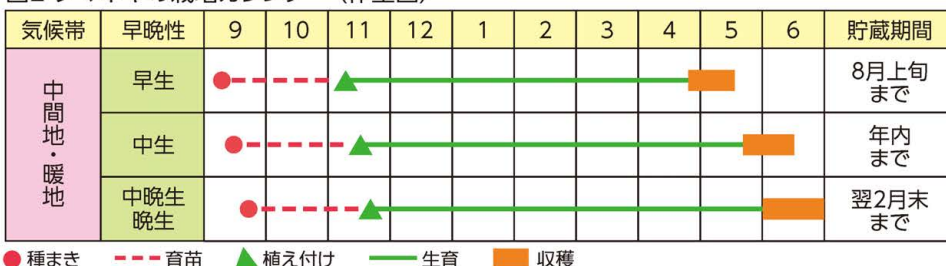 気候帯 早晩性 9 10 11 12 1 2 3 4 5 6 貯蔵期間
中間地・暖地
早生 8月上旬
まで
中生 年内
まで
中晩生
晩生
翌2月末
まで
種まき 育苗 植え付け 生育 収穫